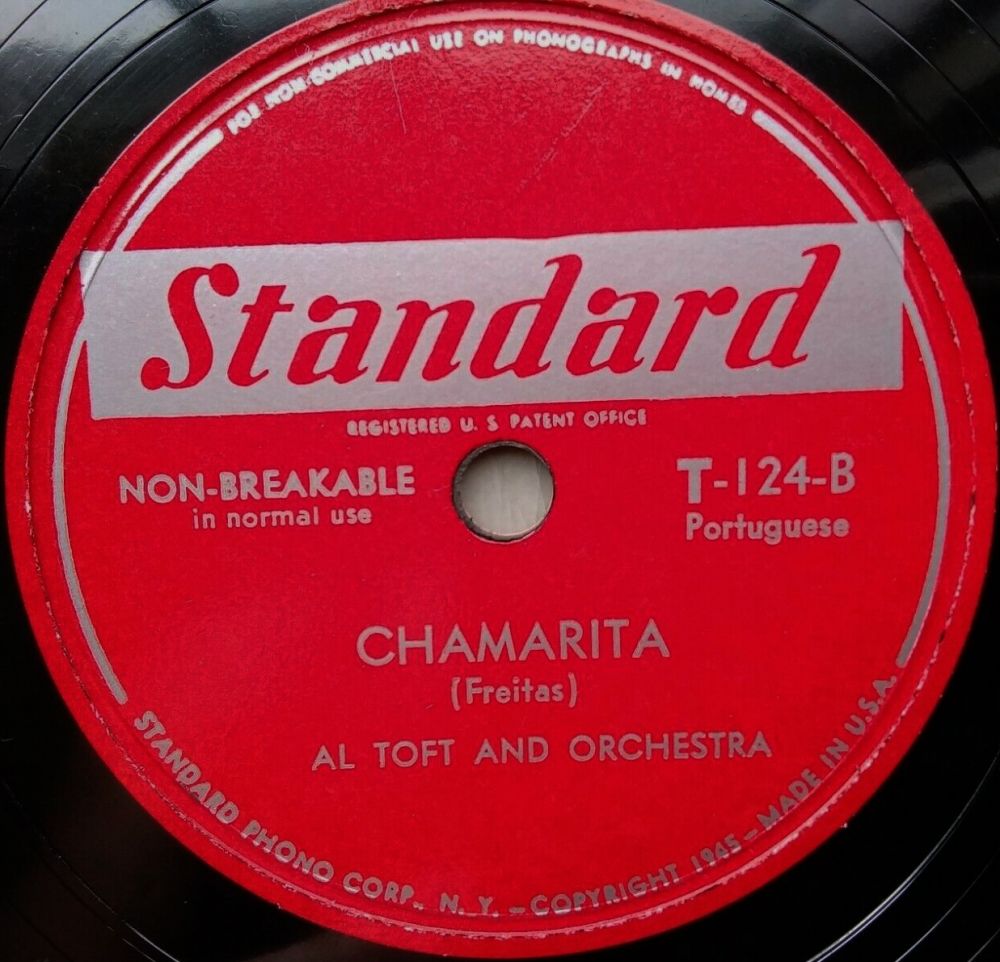 FOR NON-COMMERCIAL USE ON PHONOGRAPHS IN HOMES
Standard
REGISTERED U. S. PATENT OFFICE
NON-BREAKABLE
in normal use
T-124-B
Portuguese
CHAMARITA
(Freitas)
AL TOFT AND ORCHESTRA
STANDARD PHONO CORP. N. Y. - COPYRIGHT 1945 - MADE IN U.S.A.